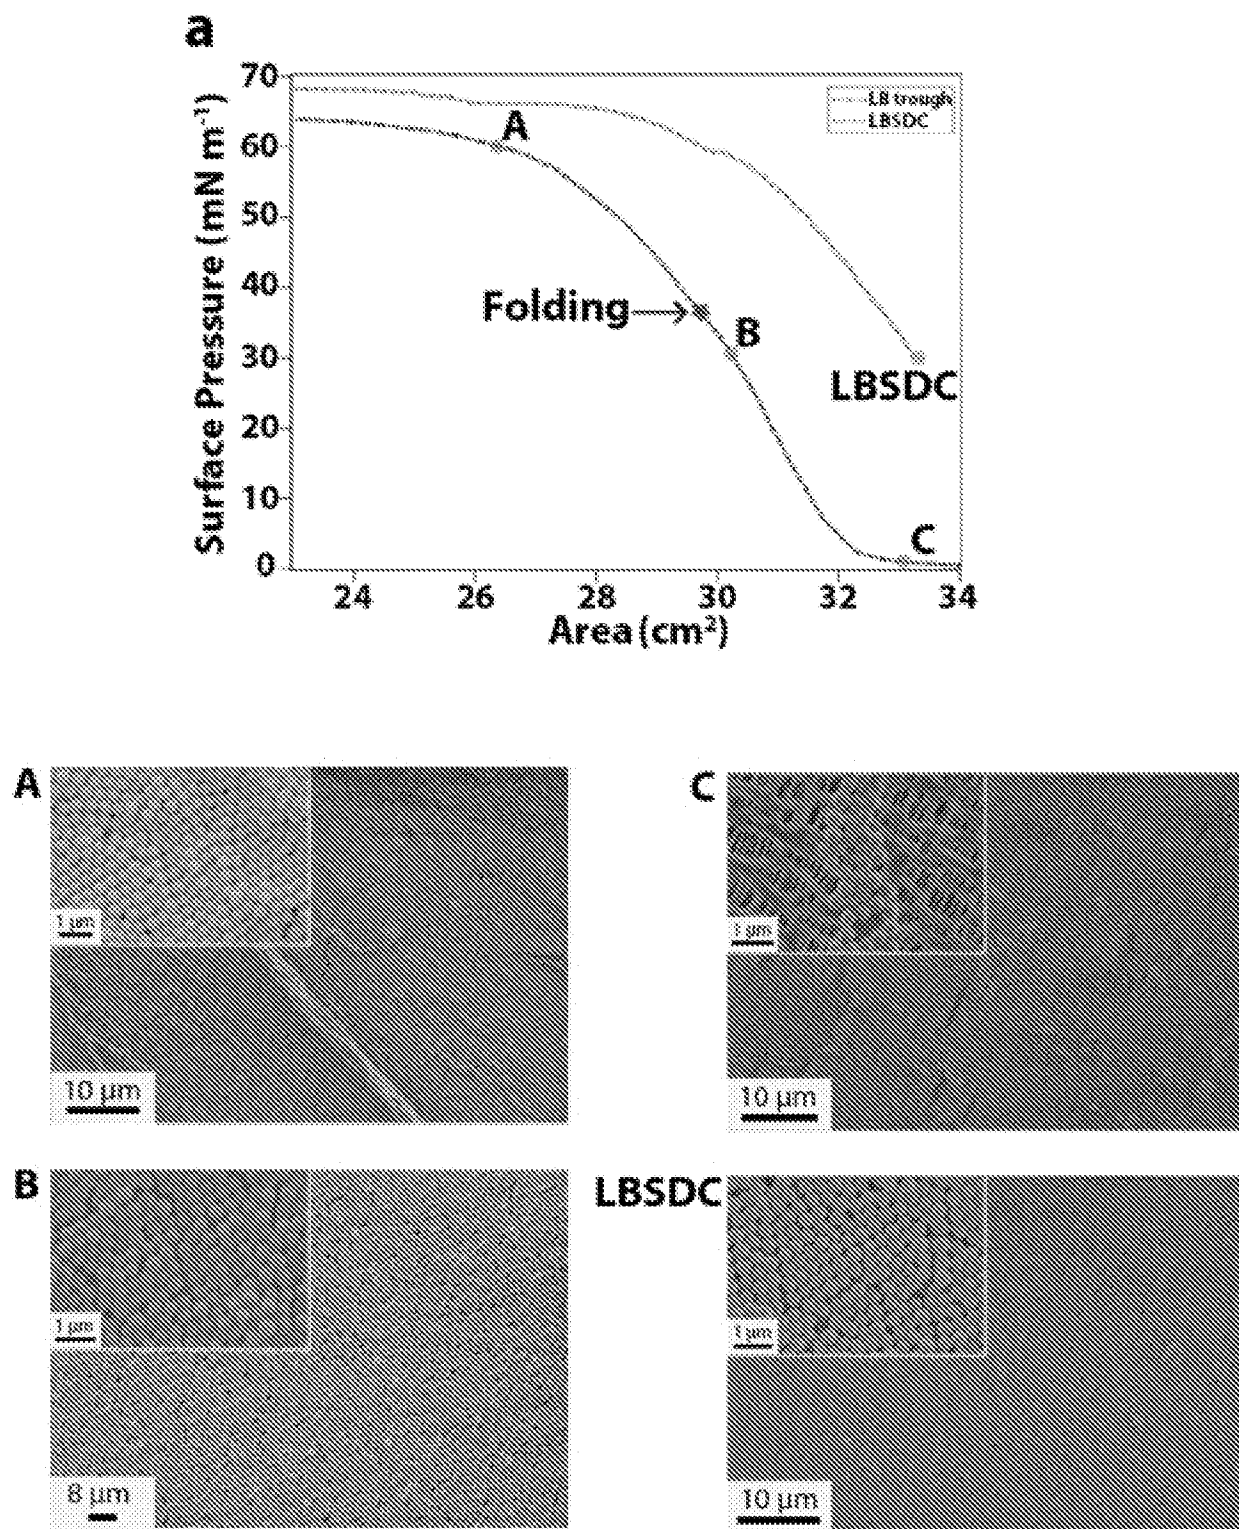 a
70
60
50
40
30
20
10
0
Surface Pressure (mN m⁻¹)
LB trough
LBSDC
A
Folding
B
LBSDC
C
24 26 28 30 32 34
Area (cm²)
A
1 µm
10 µm
C
1 µm
10 µm
B
1 µm
8 µm
LBSDC
1 µm
10 µm